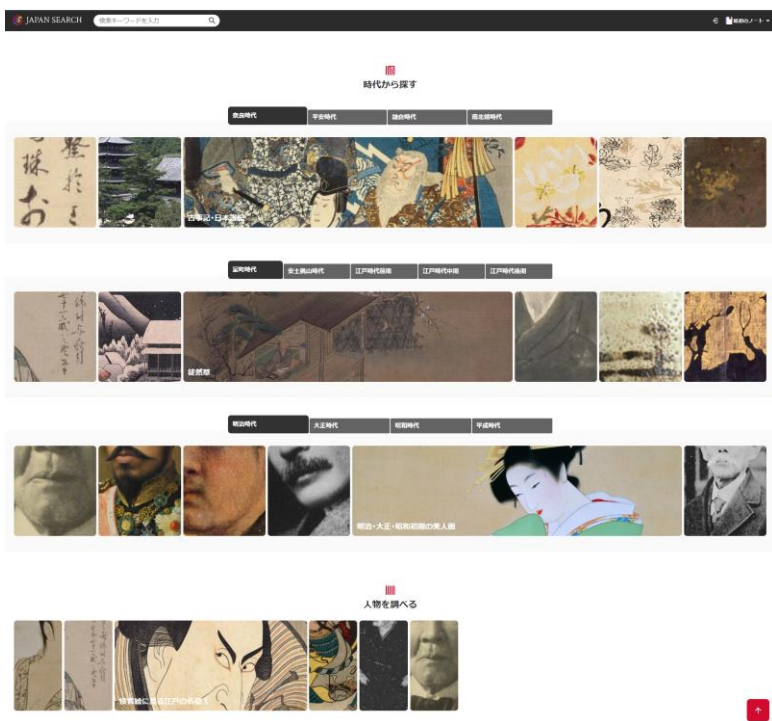 JAPAN SEARCH
検索キーワードを入力
時代から探す
奈良時代
平安時代
鎌倉時代
南北朝時代
古事記・日本書紀
室町時代
安土桃山時代
江戸時代前期
江戸時代中期
江戸時代後期
徒然草
明治時代
大正時代
昭和時代
平成時代
明治・大正・昭和初期の美人画
人物を調べる